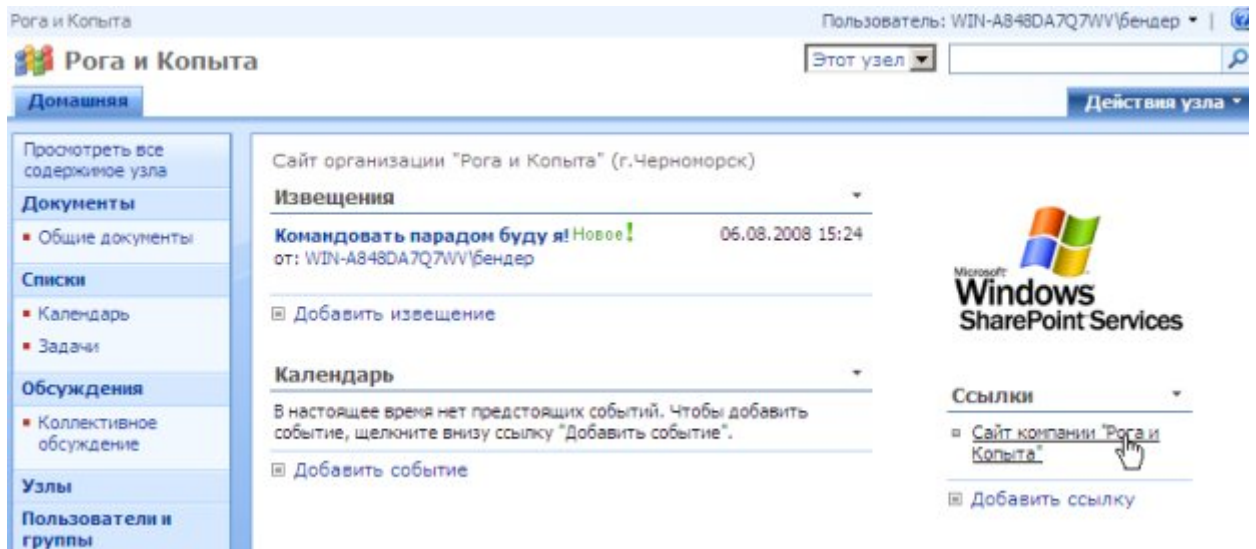 Рога и Копыта
Пользователь: WIN-A848DA7Q7WV\бендер
Рога и Копыта
Этот узел
Домашняя
Действия узла
Просмотреть все
содержимое узла
Документы
Общие документы
Списки
Календарь
Задачи
Обсуждения
Коллективное
обсуждение
Узлы
Пользователи и
группы
Сайт организации "Рога и Копыта" (г.Черноморск)
Извещения
Командовать парадом буду я! Новое! 06.08.2008 15:24
от: WIN-A848DA7Q7WV\бендер
Добавить извещение
Календарь
В настоящее время нет предстоящих событий. Чтобы добавить
событие, щелкните внизу ссылку "Добавить событие".
Добавить событие
Microsoft
Windows
SharePoint Services
Ссылки
Сайт компании "Рога и
Копыта"
Добавить ссылку